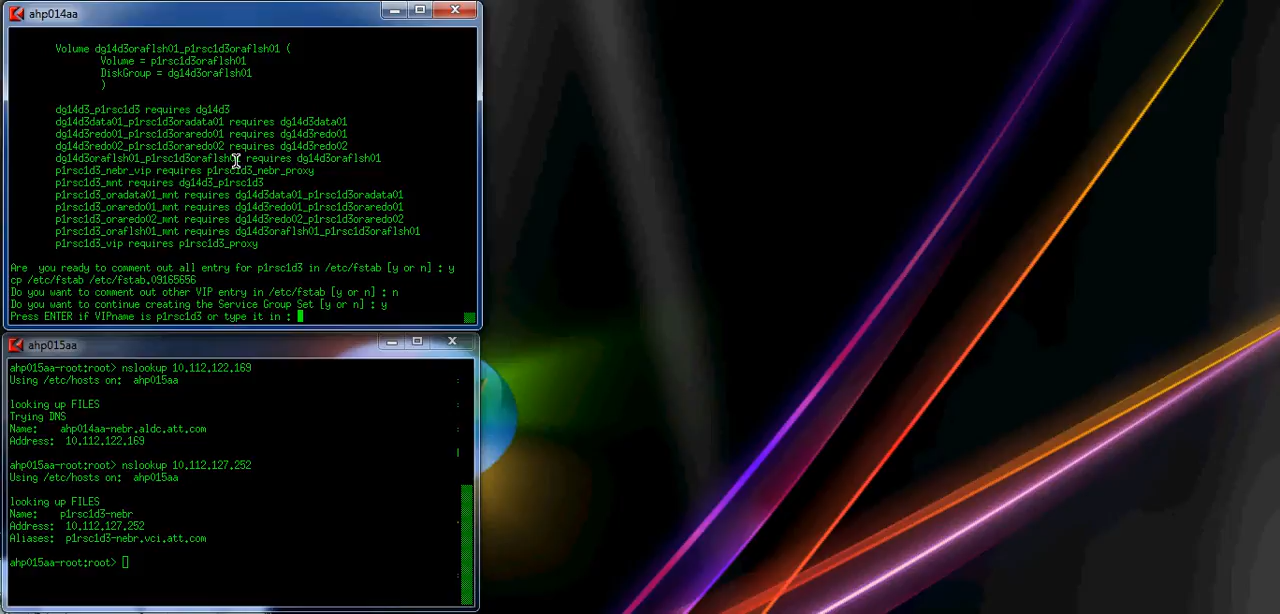 ahp014aa
Volume dg14d3oraflsh01_p1rsc1d3oraflsh01 (
Volume = p1rsc1d3oraflsh01
DiskGroup = dg14d3oraflsh01
)
dg14d3_p1rsc1d3 requires dg14d3
dg14d3data01_p1rsc1d3oradata01 requires dg14d3data01
dg14d3redo01_p1rsc1d3oraredo01 requires dg14d3redo01
dg14d3redo02_p1rsc1d3oraredo02 requires dg14d3redo02
dg14d3oraflsh01_p1rsc1d3oraflsh01 requires dg14d3oraflsh01
p1rsc1d3_nebr_vip requires p1rsc1d3_nebr_proxy
p1rsc1d3_mnt requires dg14d3_p1rsc1d3
p1rsc1d3_oradata01_mnt requires dg14d3data01_p1rsc1d3oradata01
p1rsc1d3_oraredo01_mnt requires dg14d3redo01_p1rsc1d3oraredo01
p1rsc1d3_oraredo02_mnt requires dg14d3redo02_p1rsc1d3oraredo02
p1rsc1d3_oraflsh01_mnt requires dg14d3oraflsh01_p1rsc1d3oraflsh01
p1rsc1d3_vip requires p1rsc1d3_proxy
Are  you ready to comment out all entry for p1rsc1d3 in /etc/fstab [y or n] : y
cp /etc/fstab /etc/fstab.09165656
Do you want to comment out other VIP entry in /etc/fstab [y or n] : n
Do you want to continue creating the Service Group Set [y or n] : y
Press ENTER if VIPname is p1rsc1d3 or type it in :
ahp015aa
ahp015aa-root:root> nslookup 10.112.122.169
Using /etc/hosts on:  ahp015aa
looking up FILES
Trying DNS
Name:    ahp014aa-nebr.aldc.att.com
Address:  10.112.122.169
ahp015aa-root:root> nslookup 10.112.127.252
Using /etc/hosts on:  ahp015aa
looking up FILES
Name:    p1rsc1d3-nebr
Address:  10.112.127.252
Aliases:  p1rsc1d3-nebr.vci.att.com
ahp015aa-root:root>